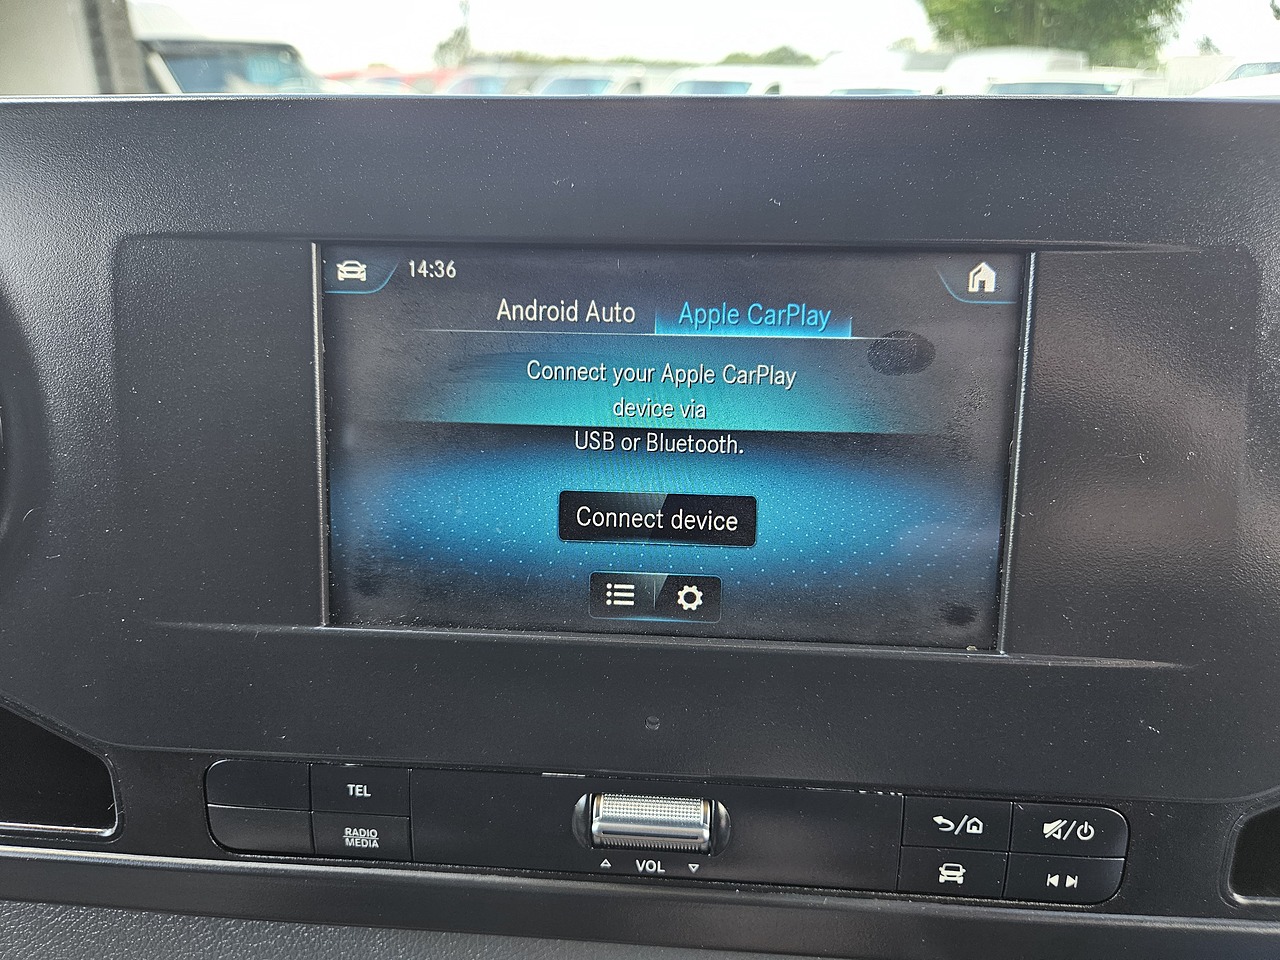 14:36
Android Auto
Apple CarPlay
Connect your Apple CarPlay
device via
USB or Bluetooth.
Connect device
TEL
RADIO
MEDIA
VOL